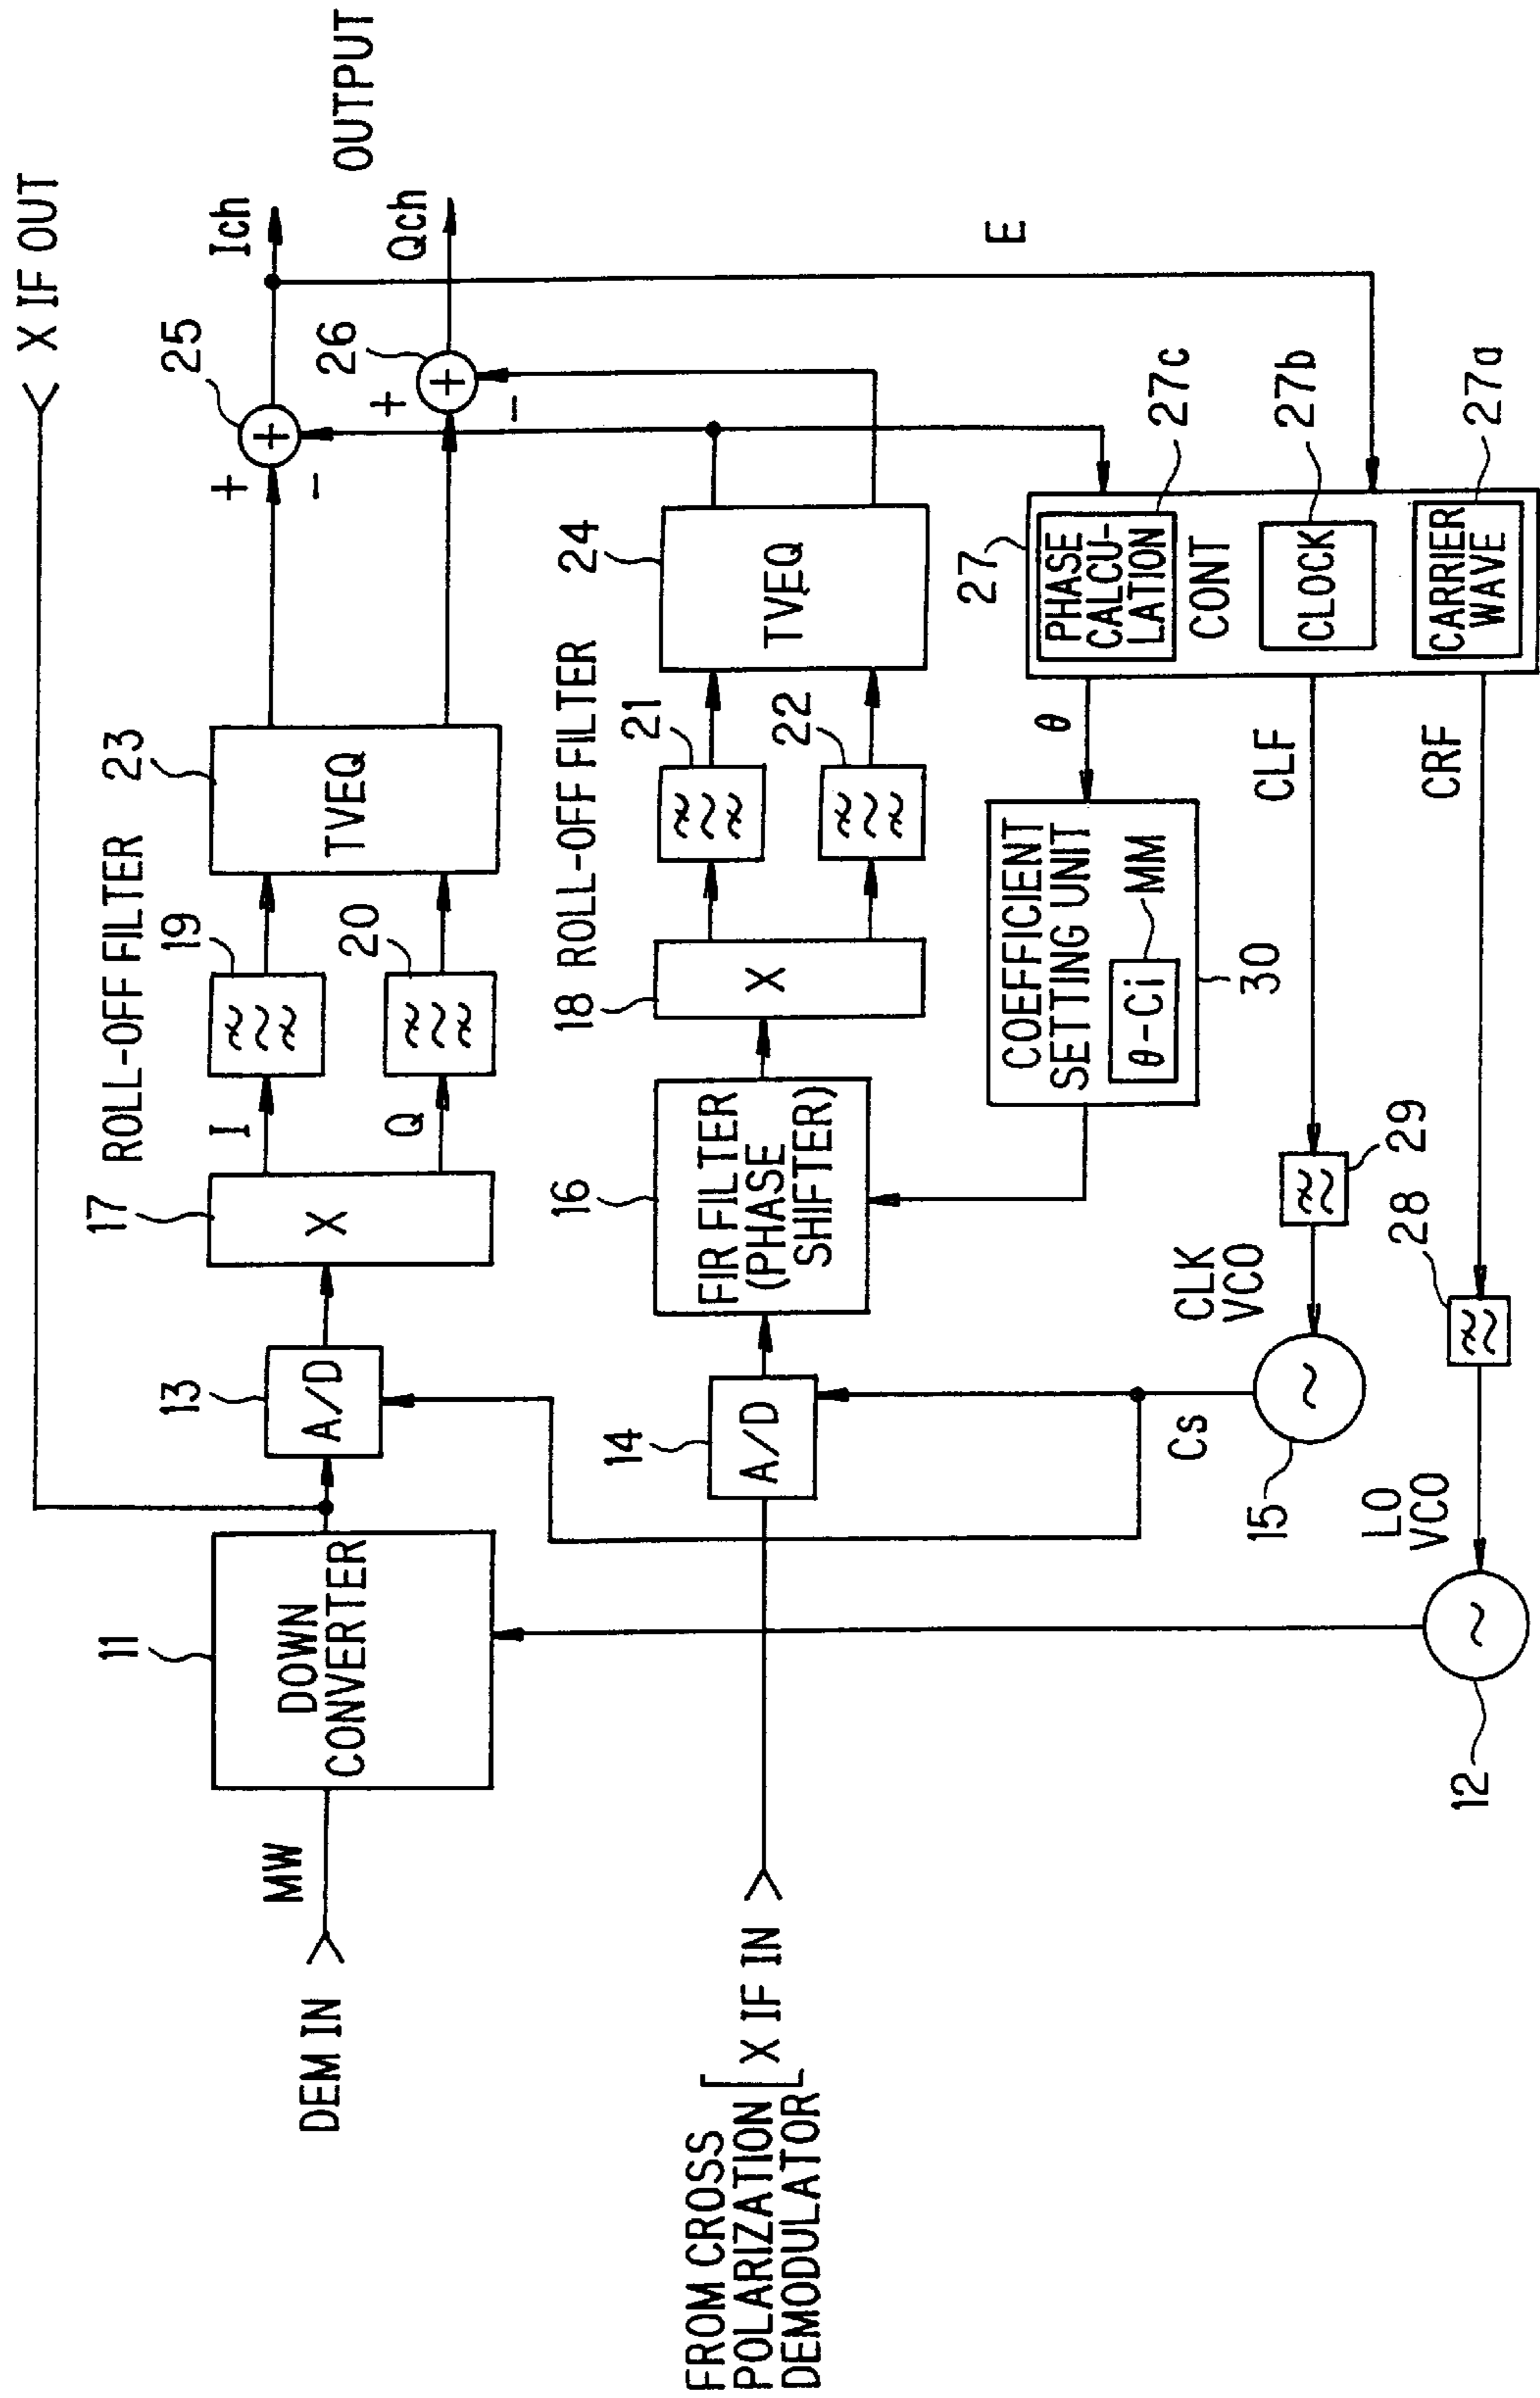 < X IF OUT
OUTPUT
Ich
Qch
E
25
26
+
+
−
+
+
−
DEM IN >
MW
11
DOWN
CONVERTER
13
A/D
17
X
I
Q
ROLL-OFF FILTER
19
20
23
TVEQ
FROM CROSS
POLARIZATION
DEMODULATOR
X IF IN >
14
A/D
16
FIR FILTER
(PHASE
SHIFTER)
18
X
ROLL-OFF FILTER
21
22
24
TVEQ
COEFFICIENT
SETTING UNIT
θ-Ci
MM
30
θ
27
PHASE
CALCU-
LATION
27c
CONT
CLOCK
27b
CARRIER
WAVE
27a
CLF
CRF
Cs
CLK
VCO
15
29
LO
VCO
12
28